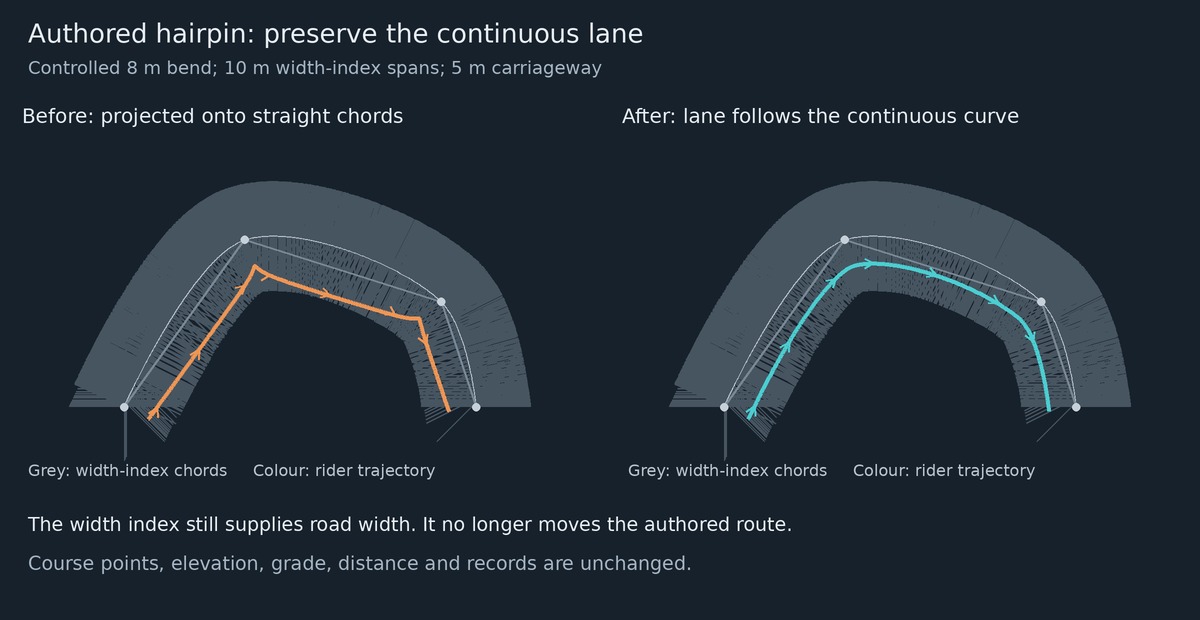 Authored hairpin: preserve the continuous lane
Controlled 8 m bend; 10 m width-index spans; 5 m carriageway
Before: projected onto straight chords
After: lane follows the continuous curve
Grey: width-index chords
Colour: rider trajectory
Grey: width-index chords
Colour: rider trajectory
The width index still supplies road width. It no longer moves the authored route.
Course points, elevation, grade, distance and records are unchanged.